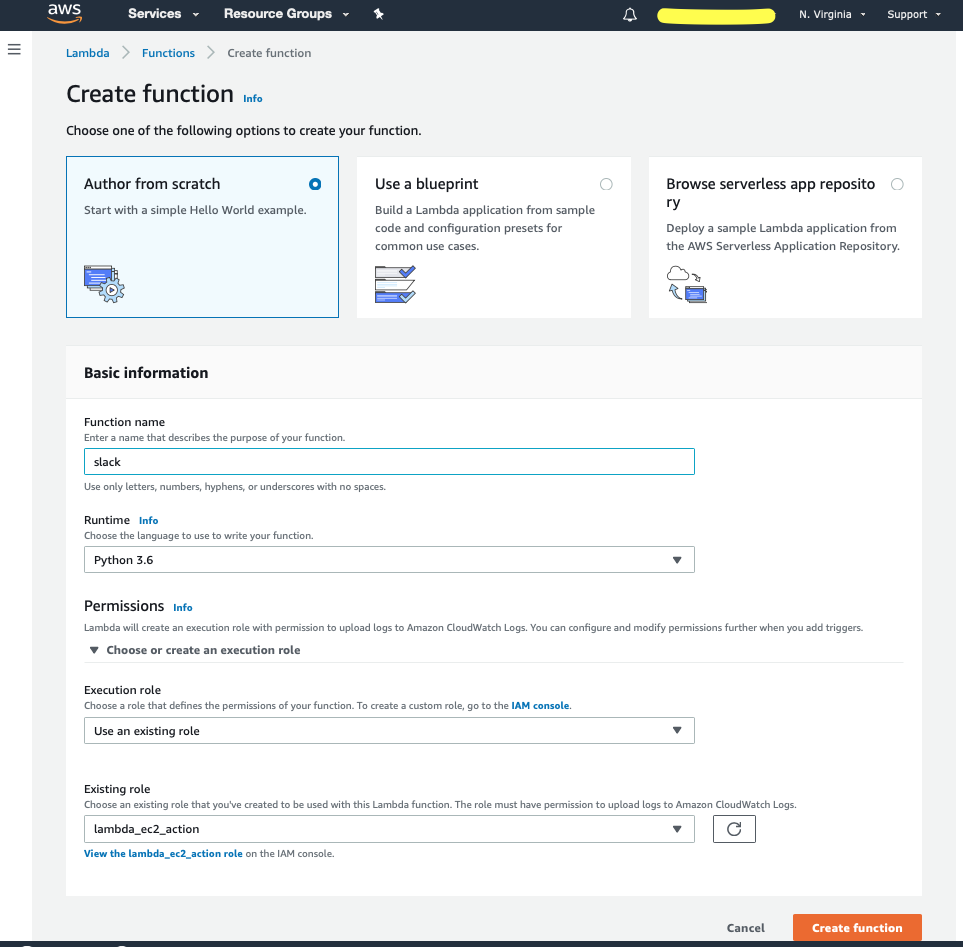 aws Services Resource Groups N. Virginia Support
Lambda Functions Create function
Create function Info
Choose one of the following options to create your function.
Author from scratch
Start with a simple Hello World example.
Use a blueprint
Build a Lambda application from sample
code and configuration presets for
common use cases.
Browse serverless app reposito
ry
Deploy a sample Lambda application from
the AWS Serverless Application Repository.
Basic information
Function name
Enter a name that describes the purpose of your function.
slack
Use only letters, numbers, hyphens, or underscores with no spaces.
Runtime Info
Choose the language to use to write your function.
Python 3.6
Permissions Info
Lambda will create an execution role with permission to upload logs to Amazon CloudWatch Logs. You can configure and modify permissions further when you add triggers.
Choose or create an execution role
Execution role
Choose a role that defines the permissions of your function. To create a custom role, go to the IAM console.
Use an existing role
Existing role
Choose an existing role that you've created to be used with this Lambda function. The role must have permission to upload logs to Amazon CloudWatch Logs.
lambda_ec2_action
View the lambda_ec2_action role on the IAM console.
Cancel Create function